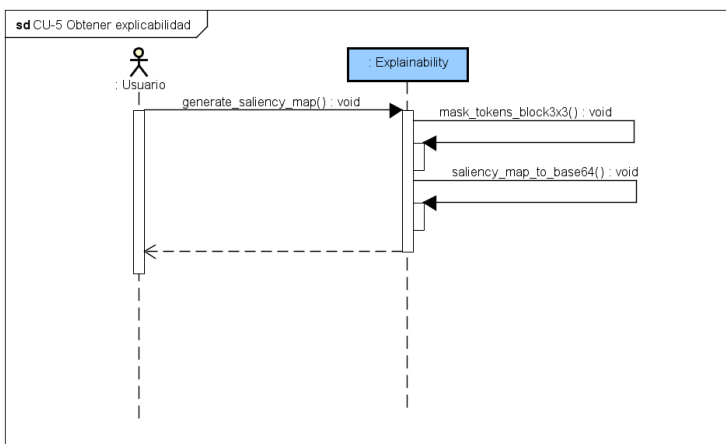 sd CU-5 Obtener explicabilidad
: Usuario
: Explainability
generate_saliency_map() : void
mask_tokens_block3x3() : void
saliency_map_to_base64() : void